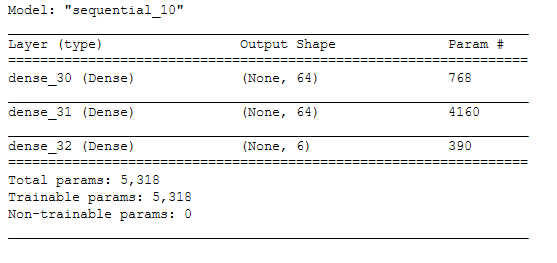 Model: "sequential_10"
Layer (type) Output Shape Param #
dense_30 (Dense) (None, 64) 768
dense_31 (Dense) (None, 64) 4160
dense_32 (Dense) (None, 6) 390
Total params: 5,318
Trainable params: 5,318
Non-trainable params: 0